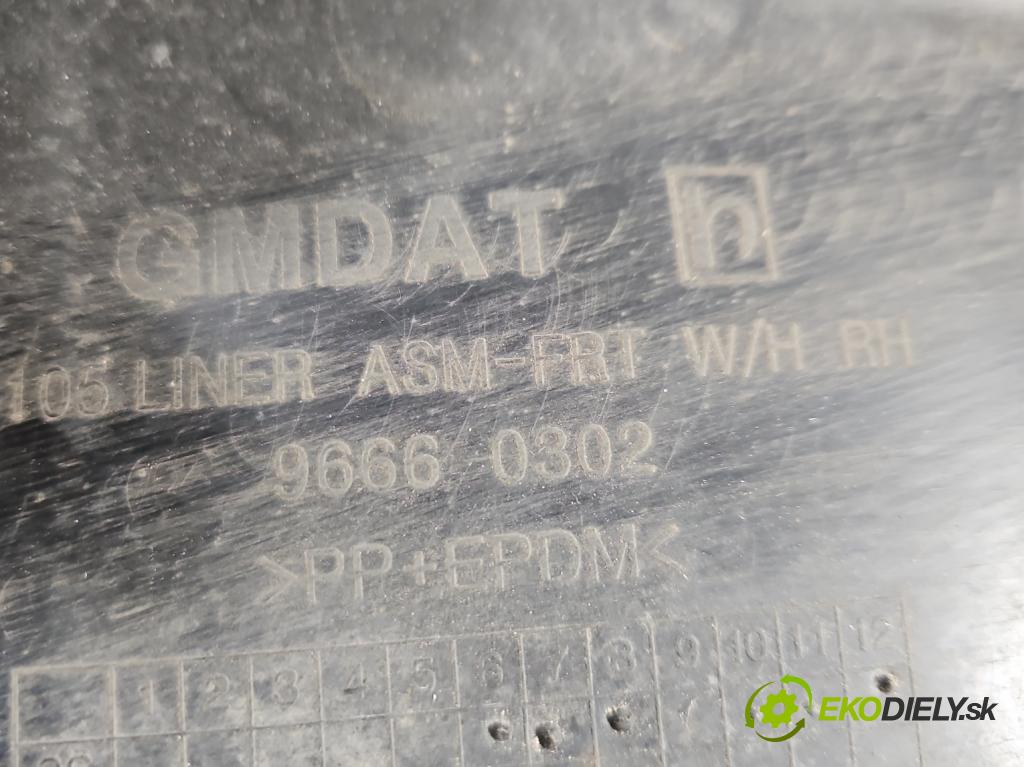 GMDAT h
J105 LINER ASM-FRT W/H RH
9666 0302
>PP+EPDM<
1 2 3 4 5 6 7 8 9 10 11 12
EKODIELY.sk